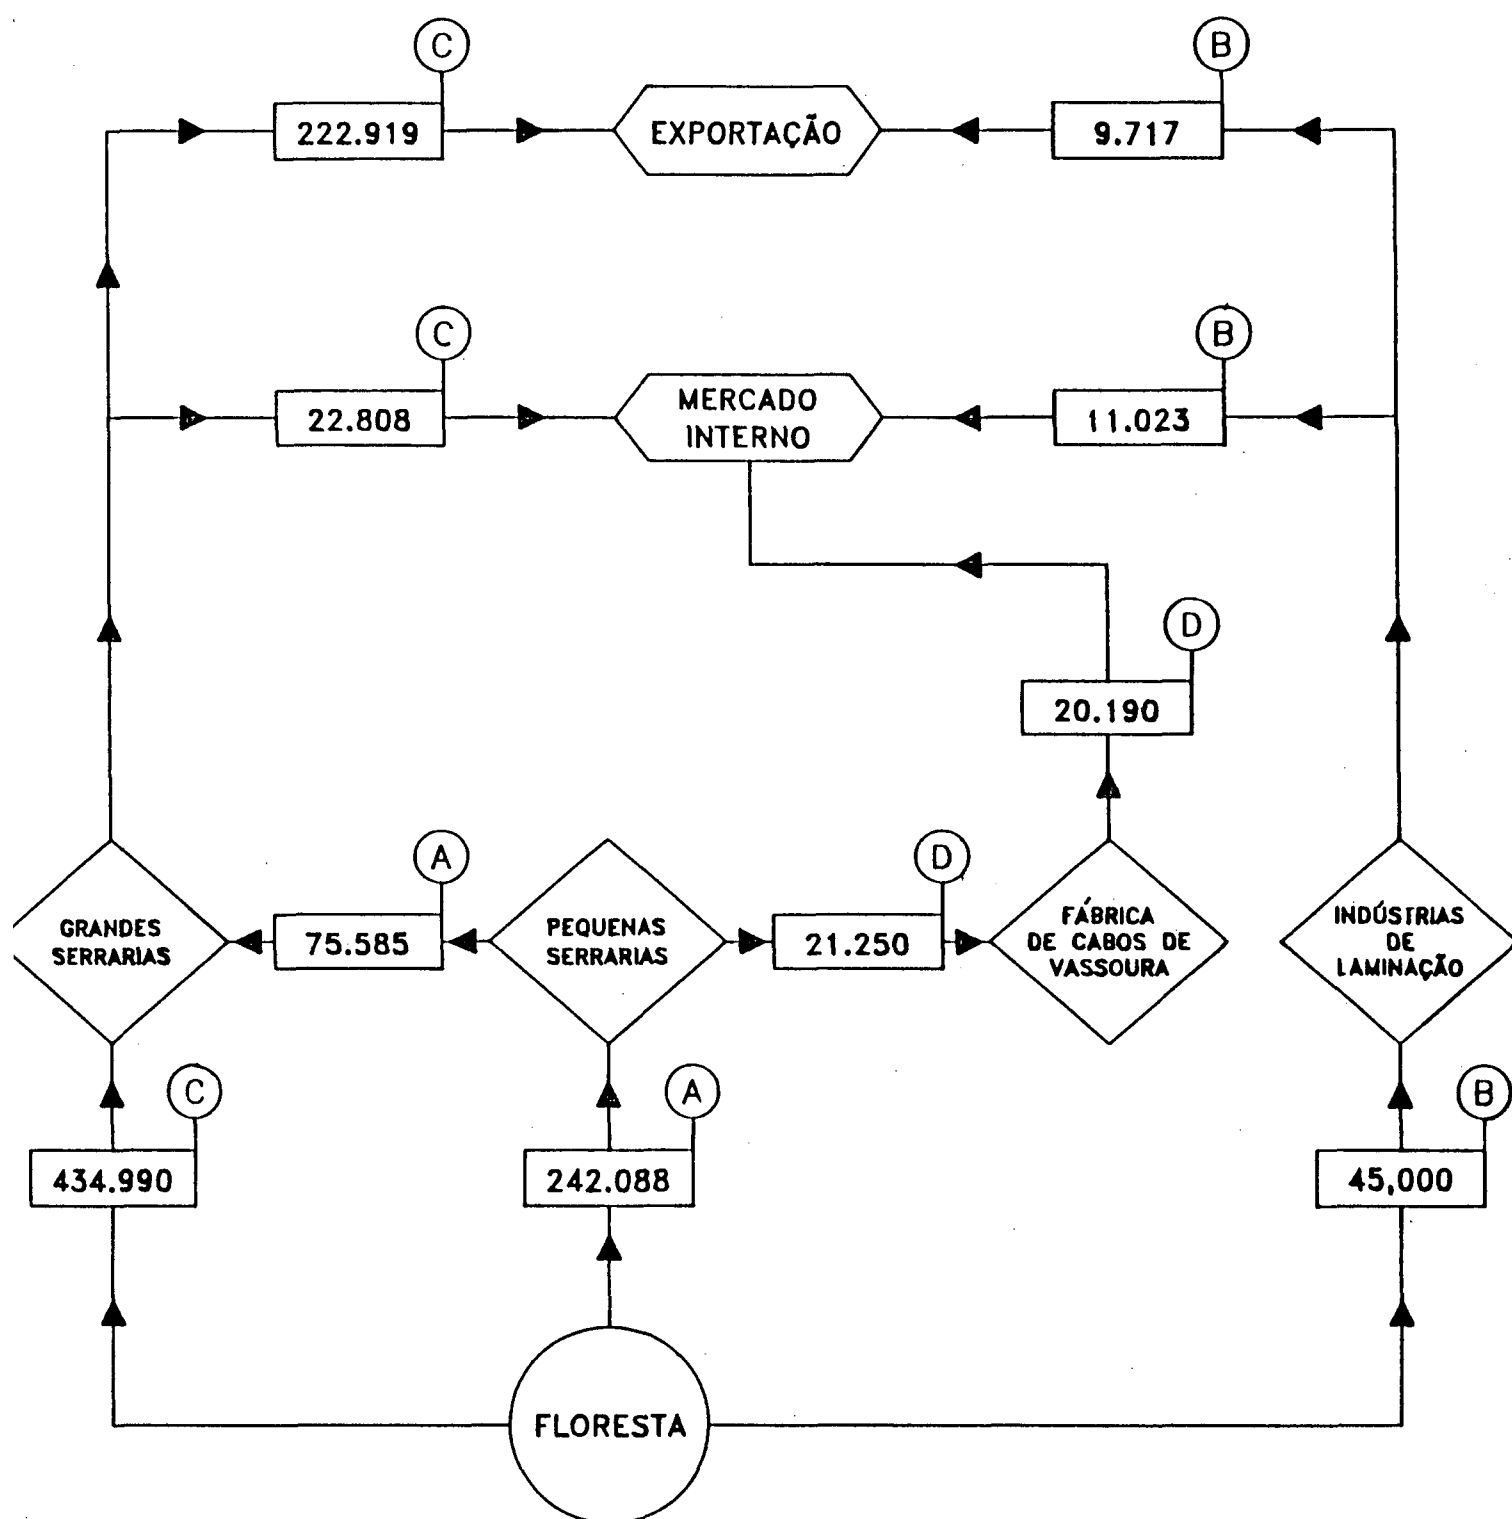 C
B
222.919
EXPORTAÇÃO
9.717
C
B
22.808
MERCADO
INTERNO
11.023
D
20.190
A
D
GRANDES
SERRARIAS
75.585
PEQUENAS
SERRARIAS
21.250
FÁBRICA
DE CABOS DE
VASSOURA
INDÚSTRIAS
DE
LAMINAÇÃO
C
A
B
434.990
242.088
45,000
FLORESTA